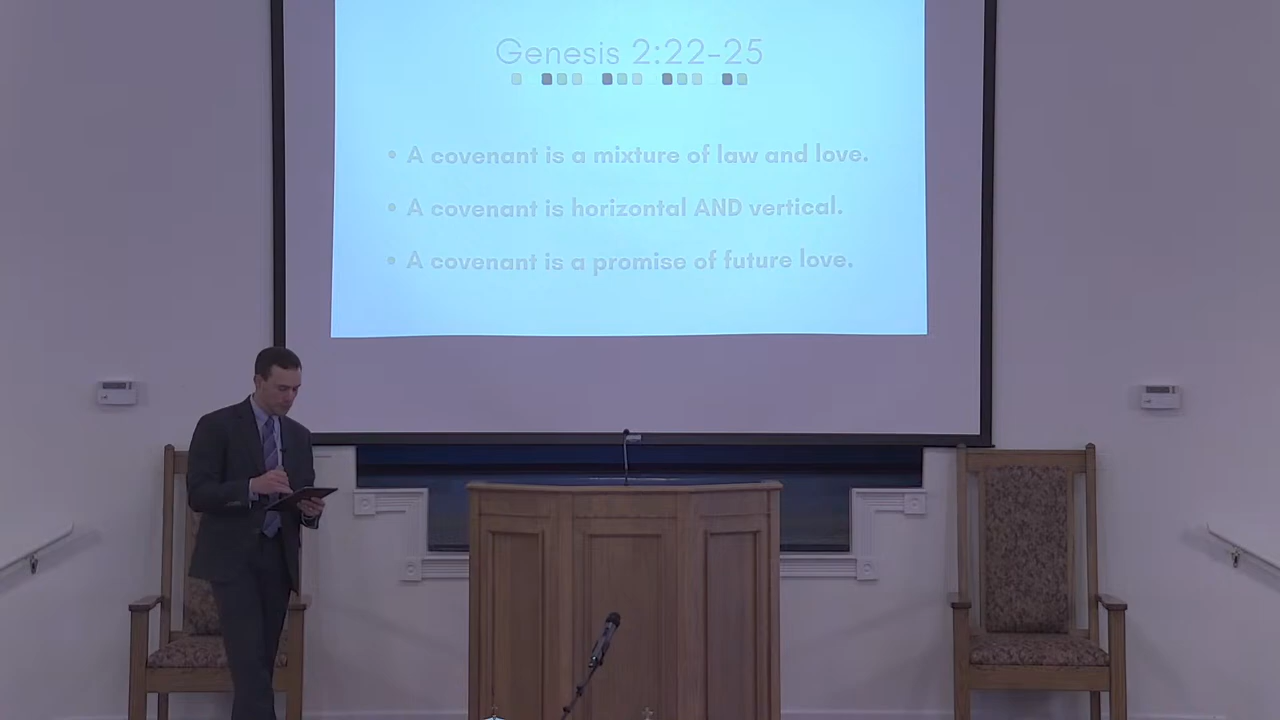 Genesis 2:22-25
• A covenant is a mixture of law and love.
• A covenant is horizontal AND vertical.
• A covenant is a promise of future love.